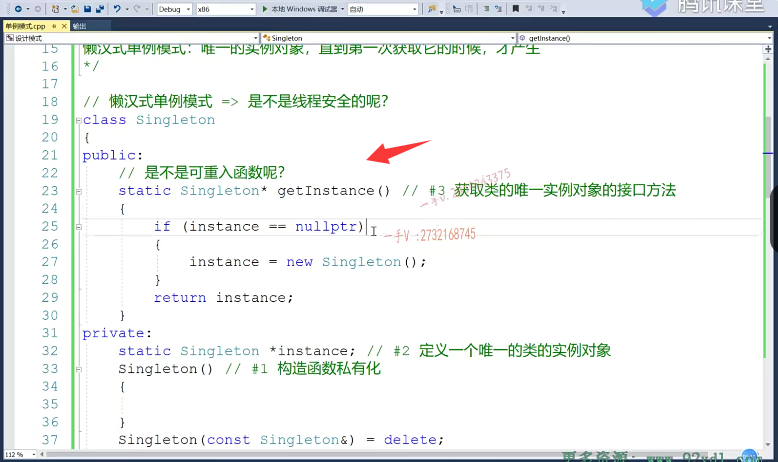 腾讯课堂
Debug
x86
本地 Windows 调试器
自动
单例模式.cpp
输出
设计模式
Singleton
getInstance()
15 懒汉式单例模式：唯一的实例对象，直到第一次获取它的时候，才产生
16 */
17
18 // 懒汉式单例模式 => 是不是线程安全的呢？
19 class Singleton
20 {
21 public:
22 // 是不是可重入函数呢？
23 static Singleton* getInstance() // #3 获取类的唯一实例对象的接口方法
24 {
25 if (instance == nullptr)
一手V :2732168745
26 {
27 instance = new Singleton();
28 }
29 return instance;
30 }
31 private:
32 static Singleton *instance; // #2 定义一个唯一的类的实例对象
33 Singleton() // #1 构造函数私有化
34 {
35
36 }
37 Singleton(const Singleton&) = delete;
112 %